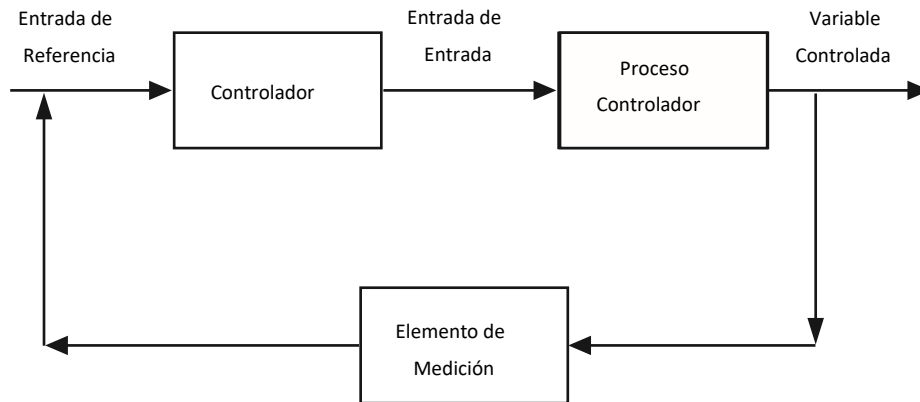 Entrada de
Referencia
Entrada de
Entrada
Variable
Controlada
Controlador
Proceso
Controlador
Elemento de
Medición